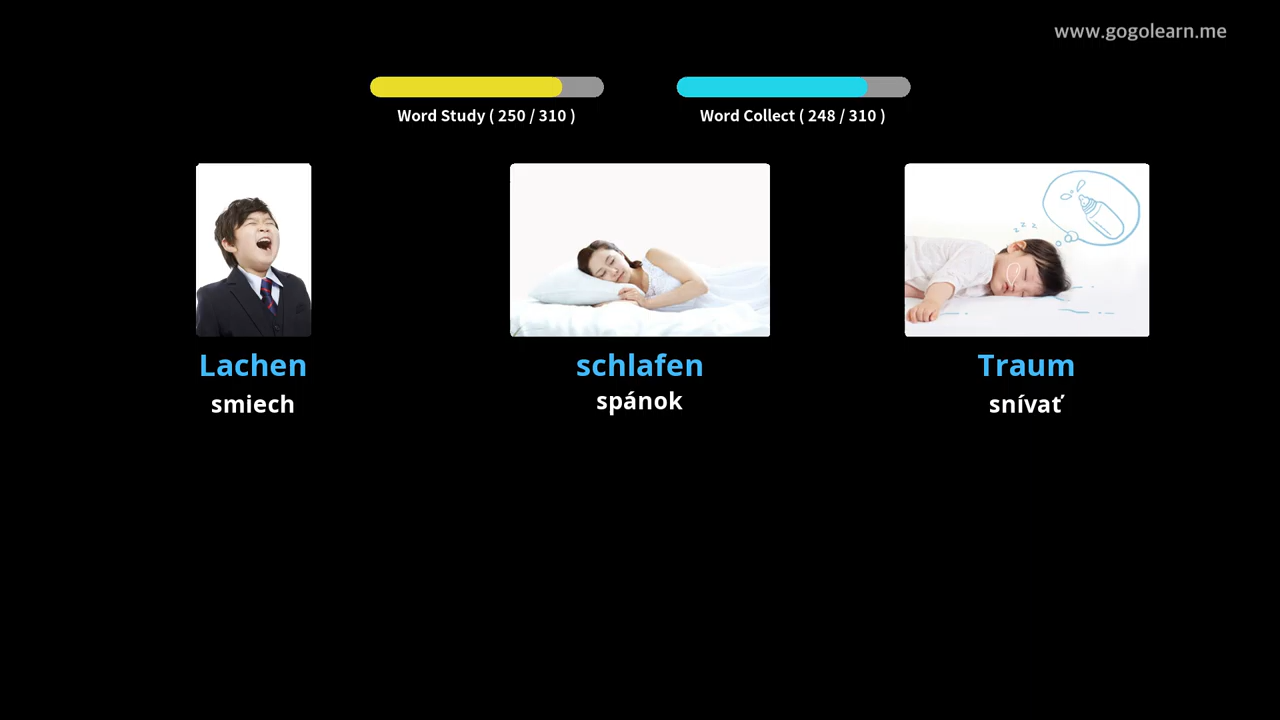 www.gogolearn.me
Word Study ( 250 / 310 )
Word Collect ( 248 / 310 )
z z z
Lachen
smiech
schlafen
spánok
Traum
snívať